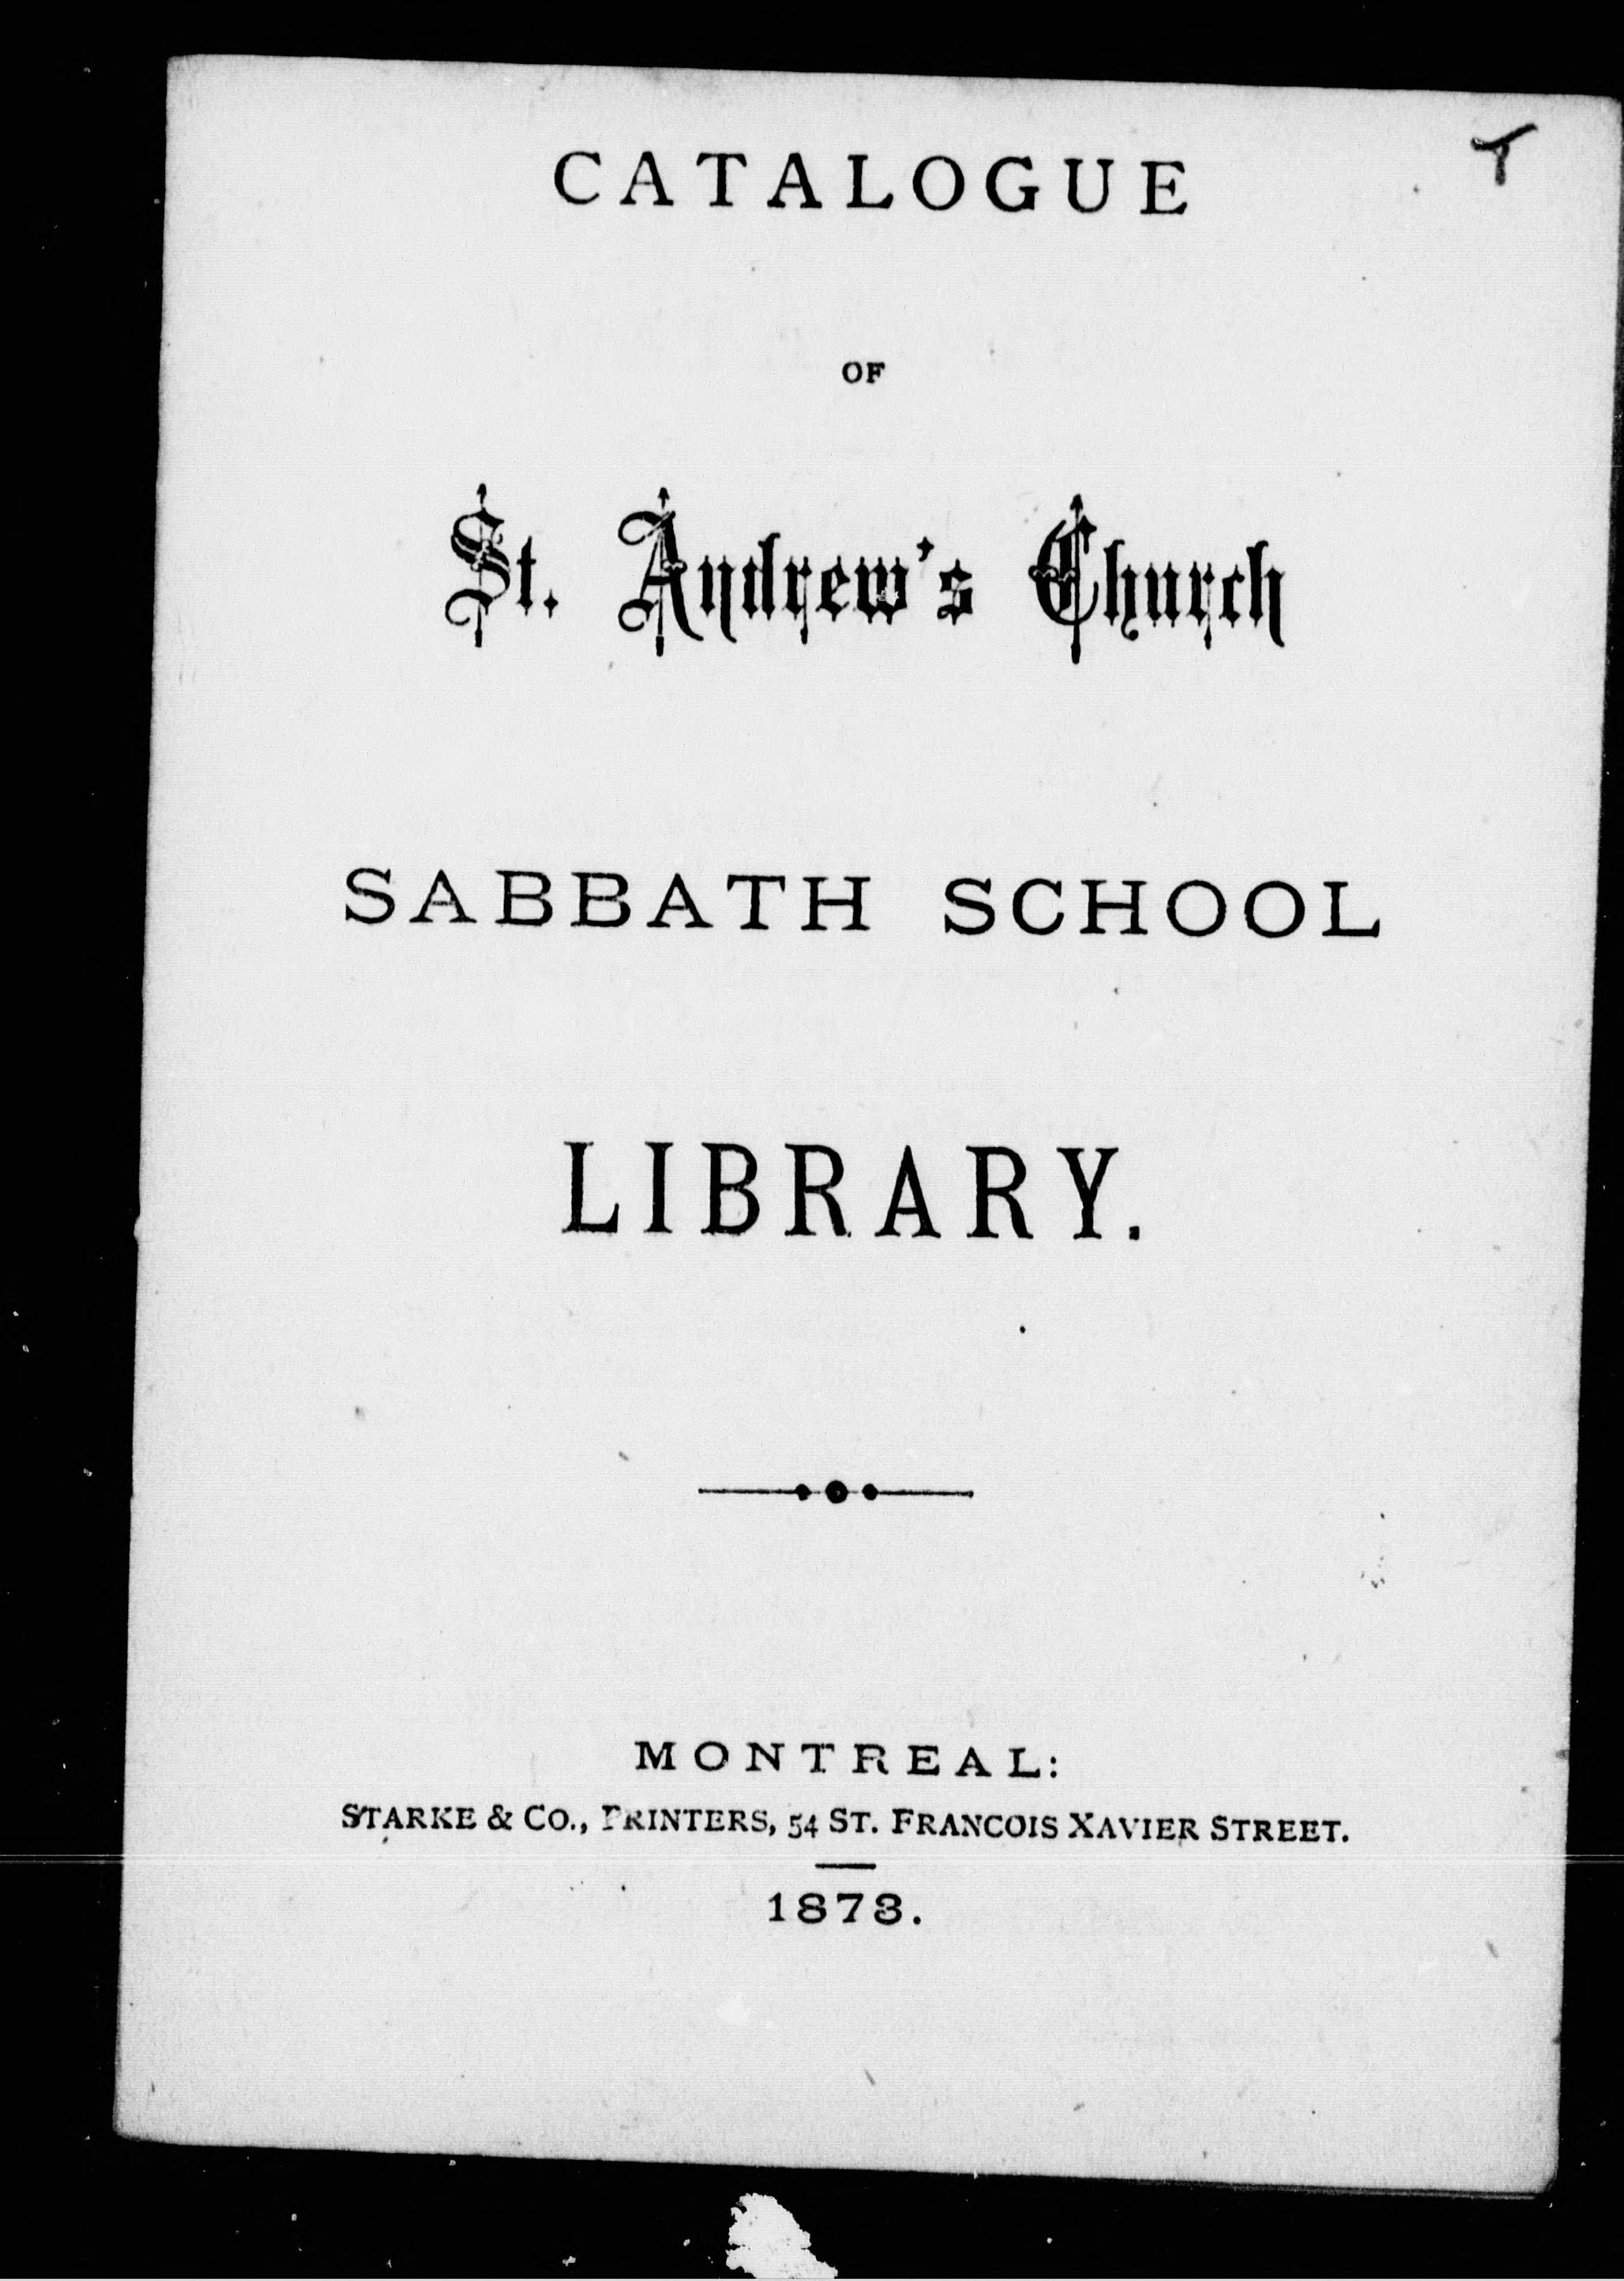 CATALOGUE
OF
St. Andrew's Church
SABBATH SCHOOL
LIBRARY.
MONTREAL:
STARKE & CO., PRINTERS, 54 ST. FRANCOIS XAVIER STREET.
1873.